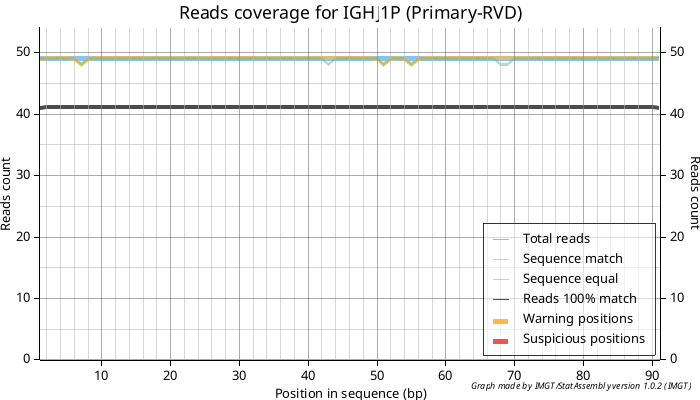 Reads coverage for IGHJ1P (Primary-RVD)
50 50
40 40
30 30
20 20
10 10
0 0
Reads count
Reads count
Total reads
Sequence match
Sequence equal
Reads 100% match
Warning positions
Suspicious positions
10 20 30 40 50 60 70 80 90
Position in sequence (bp)
Graph made by IMGT/StatAssembly version 1.0.2 (IMGT)